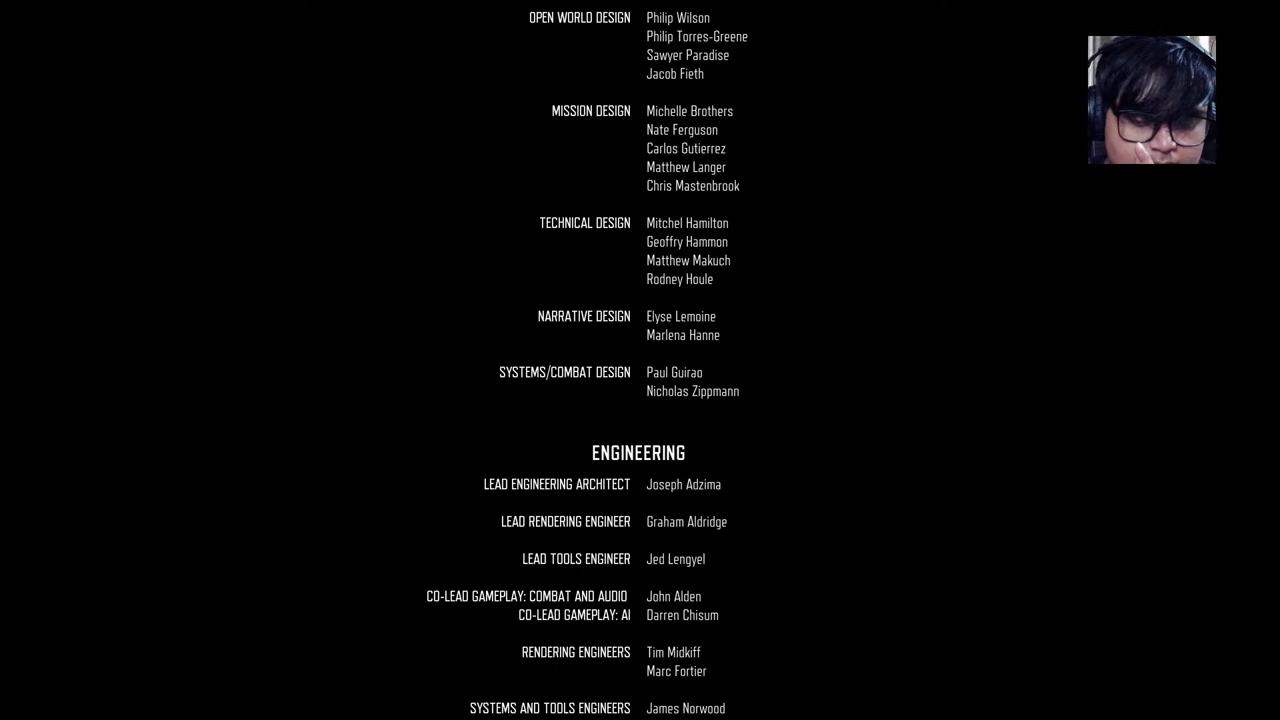 OPEN WORLD DESIGN Philip Wilson
Philip Torres-Greene
Sawyer Paradise
Jacob Fieth
MISSION DESIGN Michelle Brothers
Nate Ferguson
Carlos Gutierrez
Matthew Langer
Chris Mastenbrook
TECHNICAL DESIGN Mitchel Hamilton
Geoffry Hammon
Matthew Makuch
Rodney Houle
NARRATIVE DESIGN Elyse Lemoine
Marlena Hanne
SYSTEMS/COMBAT DESIGN Paul Guirao
Nicholas Zippmann
ENGINEERING
LEAD ENGINEERING ARCHITECT Joseph Adzima
LEAD RENDERING ENGINEER Graham Aldridge
LEAD TOOLS ENGINEER Jed Lengyel
CO-LEAD GAMEPLAY: COMBAT AND AUDIO John Alden
CO-LEAD GAMEPLAY: AI Darren Chisum
RENDERING ENGINEERS Tim Midkiff
Marc Fortier
SYSTEMS AND TOOLS ENGINEERS James Norwood